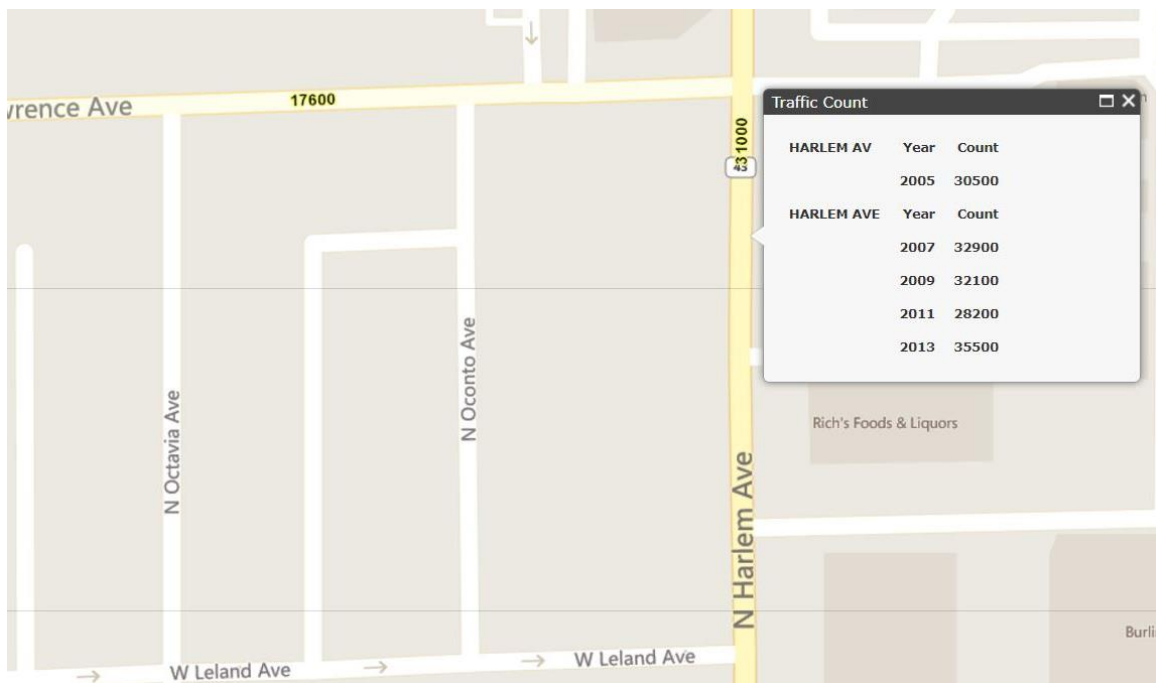 17600
wrence Ave
31000
43
Traffic Count
HARLEM AV Year Count
2005 30500
HARLEM AVE Year Count
2007 32900
2009 32100
2011 28200
2013 35500
N Oconto Ave
N Octavia Ave
Rich's Foods & Liquors
N Harlem Ave
Burli
W Leland Ave
W Leland Ave